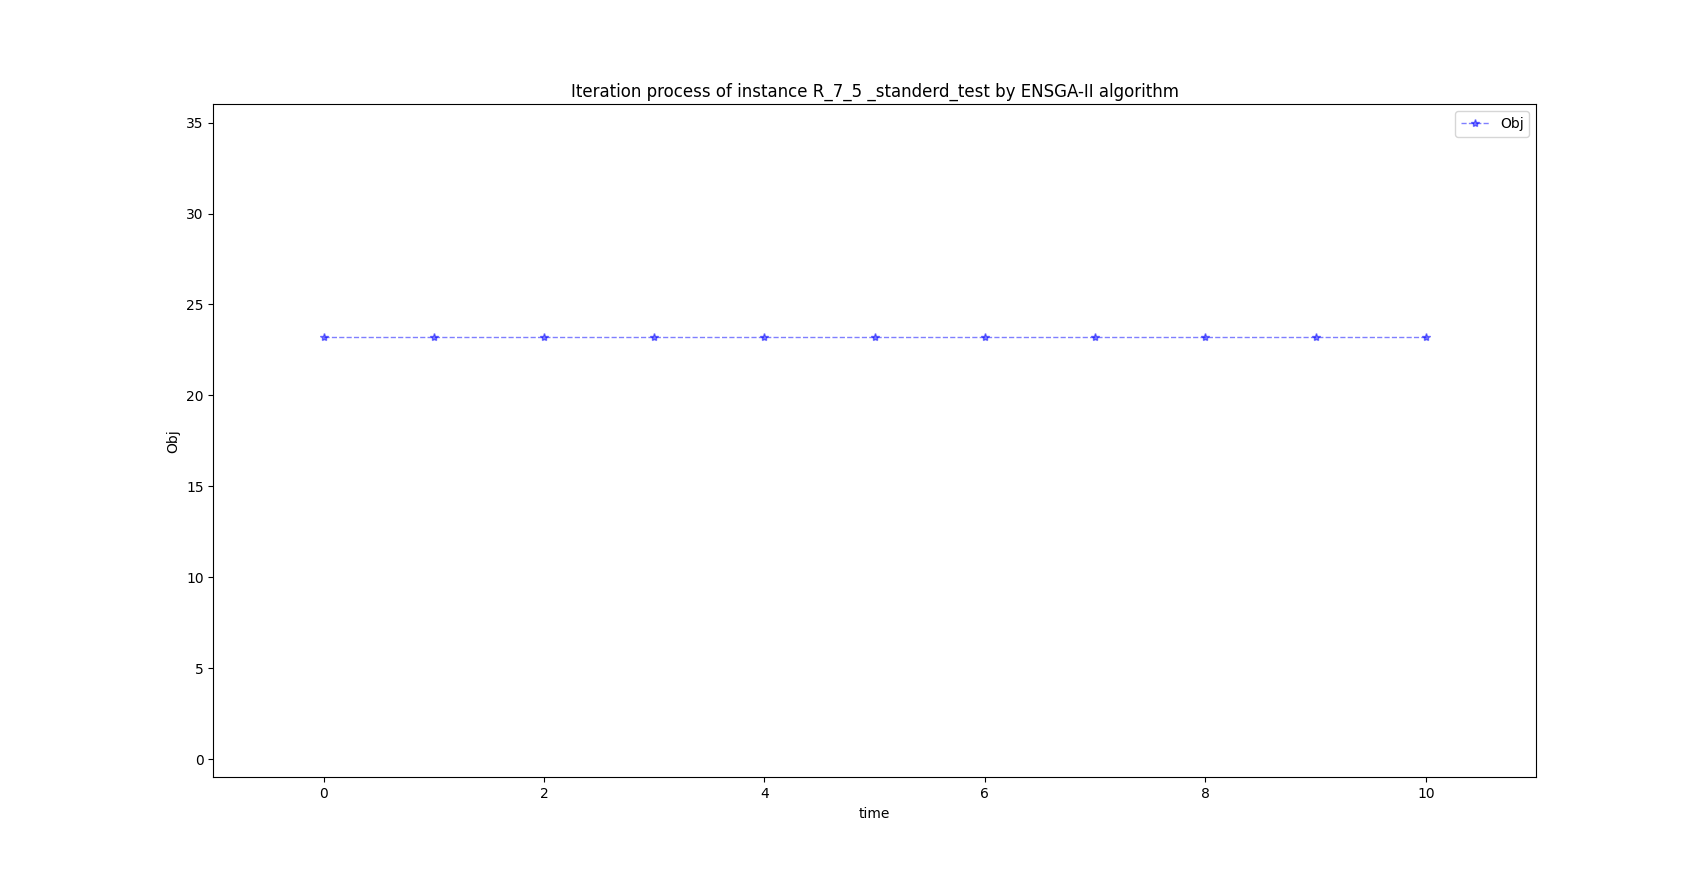 Iteration process of instance R_7_5 _standerd_test by ENSGA-II algorithm
Obj
35
30
25
20
15
10
5
0
Obj
0 2 4 6 8 10
time